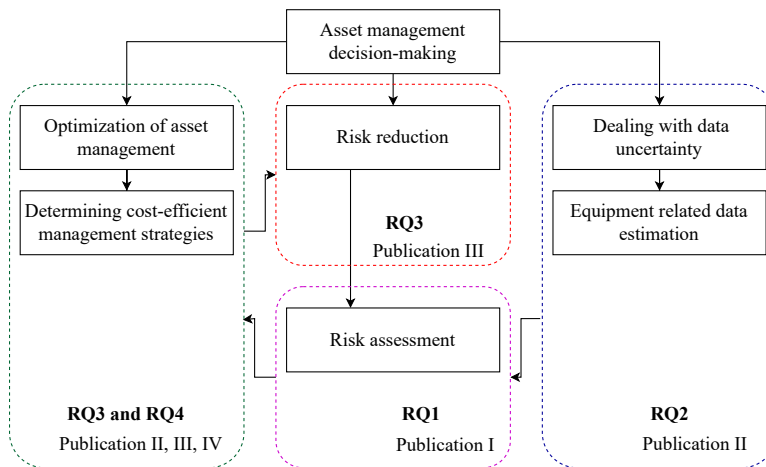 Asset management
decision-making
Optimization of asset
management
Determining cost-efficient
management strategies
RQ3 and RQ4
Publication II, III, IV
Risk reduction
RQ3
Publication III
Risk assessment
RQ1
Publication I
Dealing with data
uncertainty
Equipment related data
estimation
RQ2
Publication II